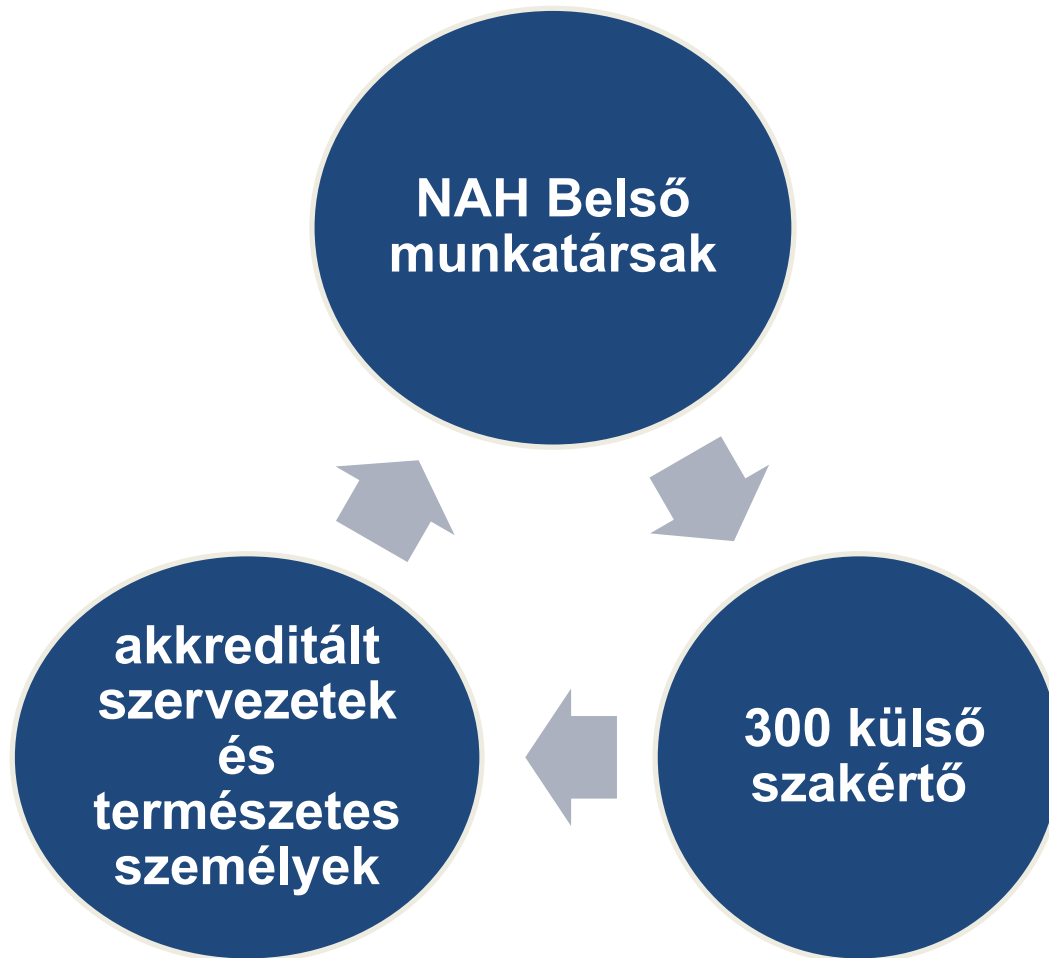 NAH Belső
munkatársak
300 külső
szakértő
akkreditált
szervezetek
és
természetes
személyek